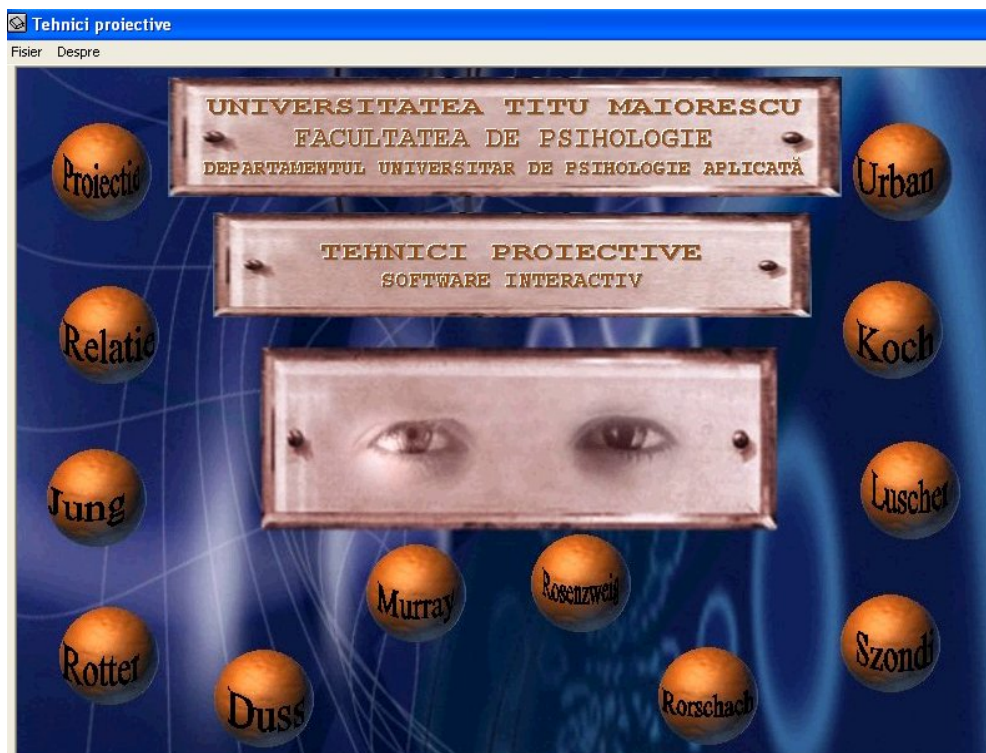 Tehnici proiective
Fisier Despre
UNIVERSITATEA TITU MAIORESCU
FACULTATEA DE PSIHOLOGIE
DEPARTAMENTUL UNIVERSITAR DE PSIHOLOGIE APLICATĂ
TEHNICI PROIECTIVE
SOFTWARE INTERACTIV
Proiectie
Urban
Relatie
Koch
Jung
Luscher
Murray
Rosenzweig
Rotter
Szondi
Duss
Rorschach